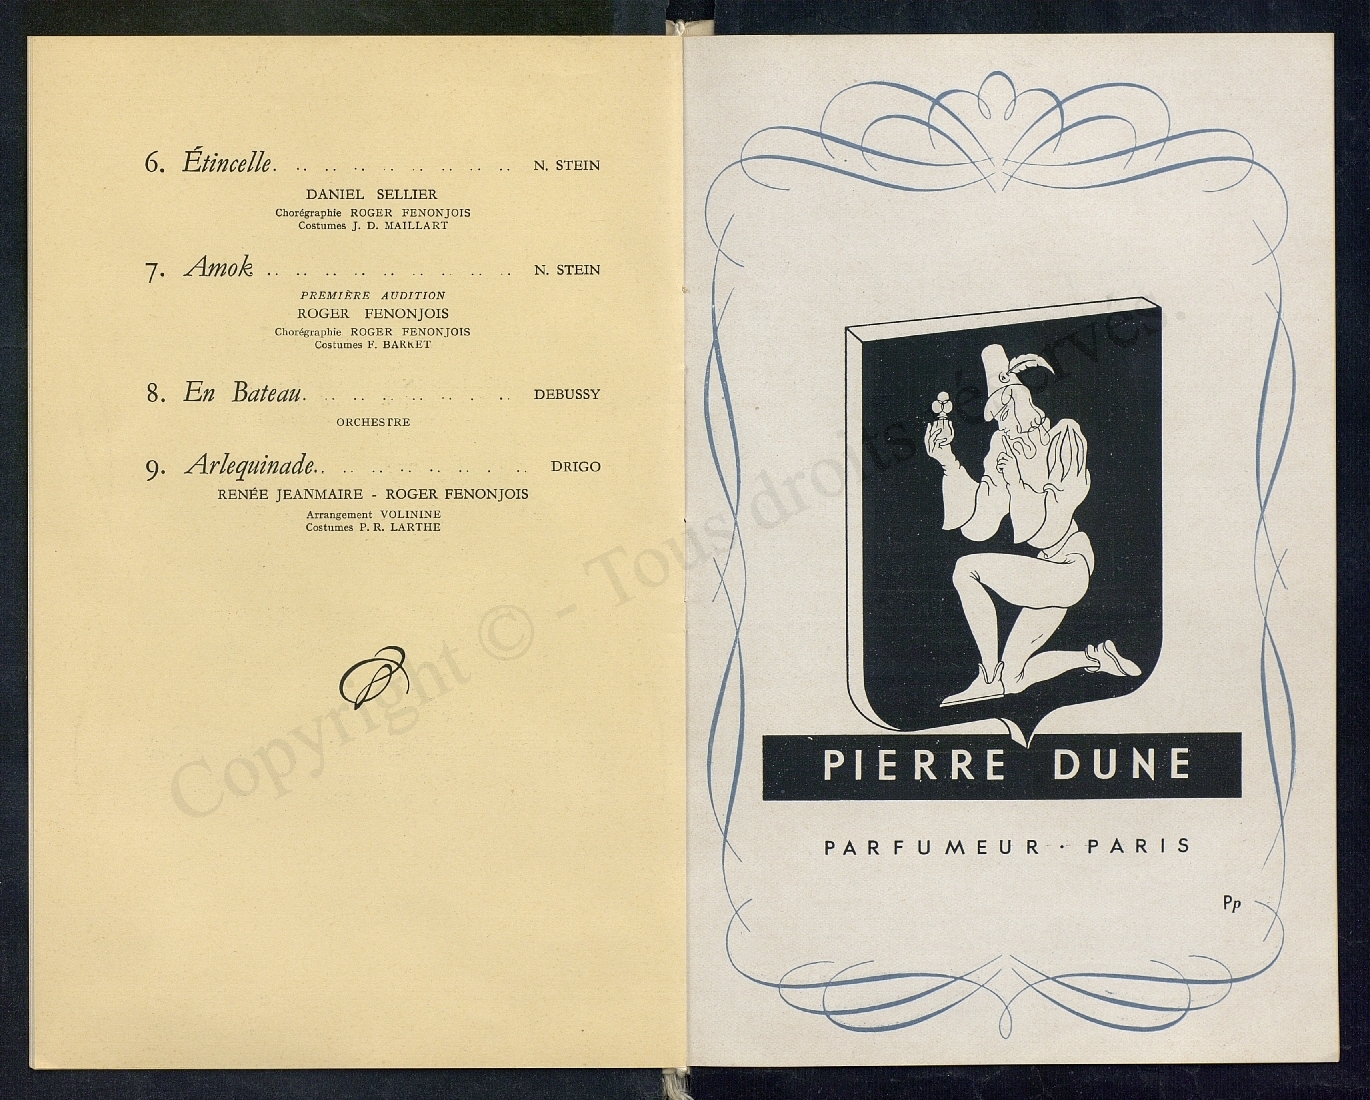 6. Étincelle. .. .. .. .. .. .. .. .. N. STEIN
DANIEL SELLIER
Chorégraphie ROGER FENONJOIS
Costumes J. D. MAILLART
7. Amok .. .. .. .. .. .. .. .. .. N. STEIN
PREMIÈRE AUDITION
ROGER FENONJOIS
Chorégraphie ROGER FENONJOIS
Costumes F. BARRET
8. En Bateau. .. .. .. .. .. .. .. DEBUSSY
ORCHESTRE
9. Arlequinade.. .. .. .. .. .. .. .. DRIGO
RENÉE JEANMAIRE - ROGER FENONJOIS
Arrangement VOLININE
Costumes P. R. LARTHE
PIERRE DUNE
PARFUMEUR · PARIS
Pp
Copyright © - Tous droits réservés.